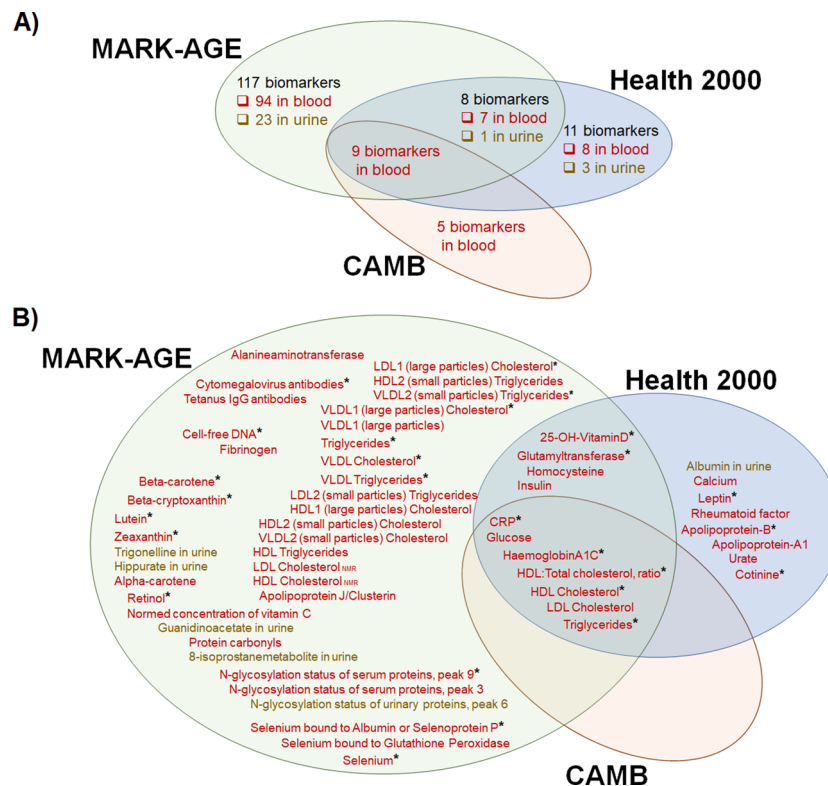 A)
MARK-AGE
Health 2000
117 biomarkers
❑ 94 in blood
❑ 23 in urine
8 biomarkers
❑ 7 in blood
❑ 1 in urine
11 biomarkers
❑ 8 in blood
❑ 3 in urine
9 biomarkers
in blood
5 biomarkers
in blood
CAMB
B)
MARK-AGE
Health 2000
Alanineaminotransferase
LDL1 (large particles) Cholesterol*
Cytomegalovirus antibodies*
HDL2 (small particles) Triglycerides
Tetanus IgG antibodies
VLDL2 (small particles) Triglycerides*
VLDL1 (large particles) Cholesterol*
VLDL1 (large particles)
Cell-free DNA*
Triglycerides*
Fibrinogen
VLDL Cholesterol*
Beta-carotene*
VLDL Triglycerides*
Beta-cryptoxanthin*
LDL2 (small particles) Triglycerides
HDL1 (large particles) Cholesterol
Lutein*
HDL2 (small particles) Cholesterol
Zeaxanthin*
VLDL2 (small particles) Cholesterol
Trigonelline in urine
HDL Triglycerides
Hippurate in urine
LDL Cholesterol NMR
Alpha-carotene
HDL Cholesterol NMR
Retinol*
Apolipoprotein J/Clusterin
Normed concentration of vitamin C
Guanidinoacetate in urine
Protein carbonyls
8-isoprostanemetabolite in urine
N-glycosylation status of serum proteins, peak 9*
N-glycosylation status of serum proteins, peak 3
N-glycosylation status of urinary proteins, peak 6
Selenium bound to Albumin or Selenoprotein P*
Selenium bound to Glutathione Peroxidase
Selenium*
25-OH-VitaminD*
Glutamyltransferase*
Homocysteine
Insulin
CRP*
Glucose
HaemoglobinA1C*
HDL:Total cholesterol, ratio*
HDL Cholesterol*
LDL Cholesterol
Triglycerides*
Albumin in urine
Calcium
Leptin*
Rheumatoid factor
Apolipoprotein-B*
Apolipoprotein-A1
Urate
Cotinine*
CAMB